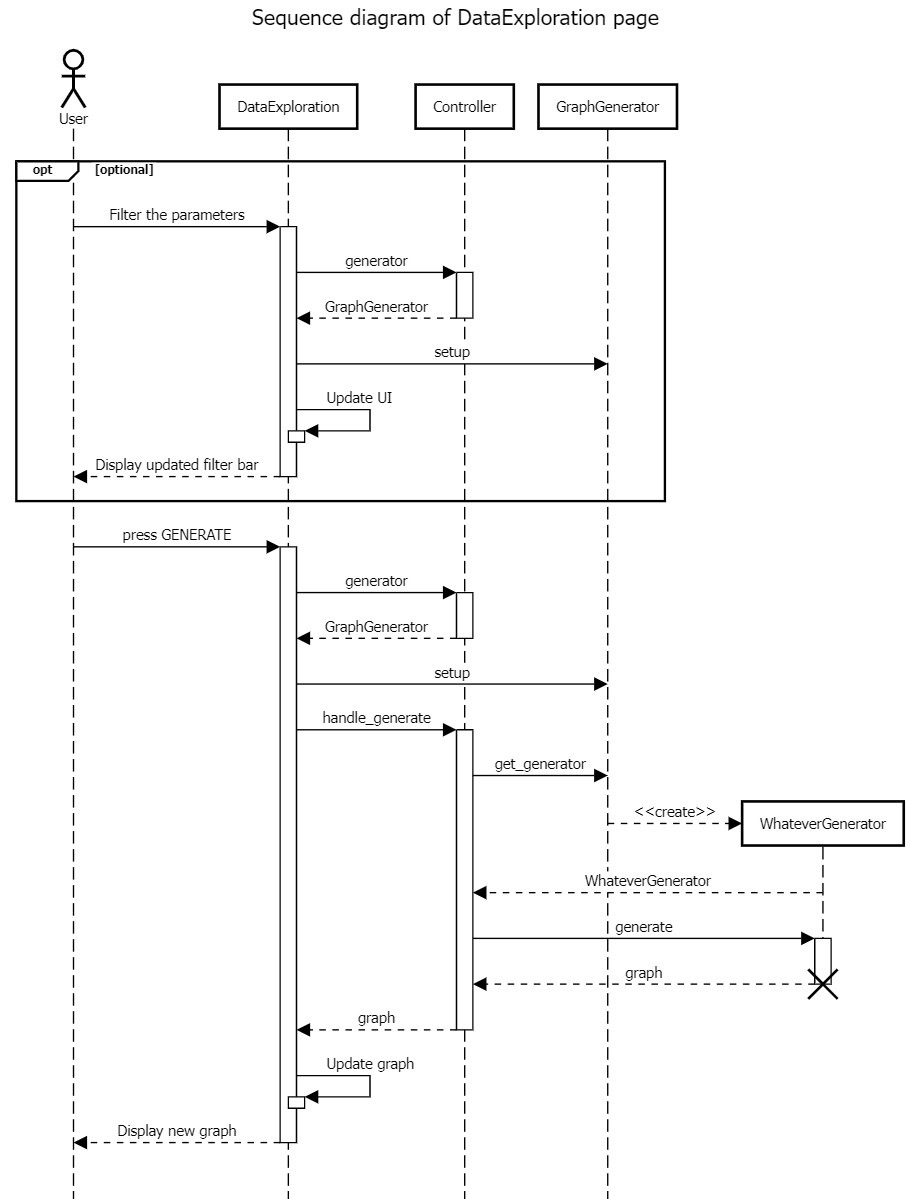 Sequence diagram of DataExploration page
User
DataExploration
Controller
GraphGenerator
opt
[optional]
Filter the parameters
generator
GraphGenerator
setup
Update UI
Display updated filter bar
press GENERATE
generator
GraphGenerator
setup
handle_generate
get_generator
<<create>>
WhateverGenerator
WhateverGenerator
generate
graph
graph
Update graph
Display new graph